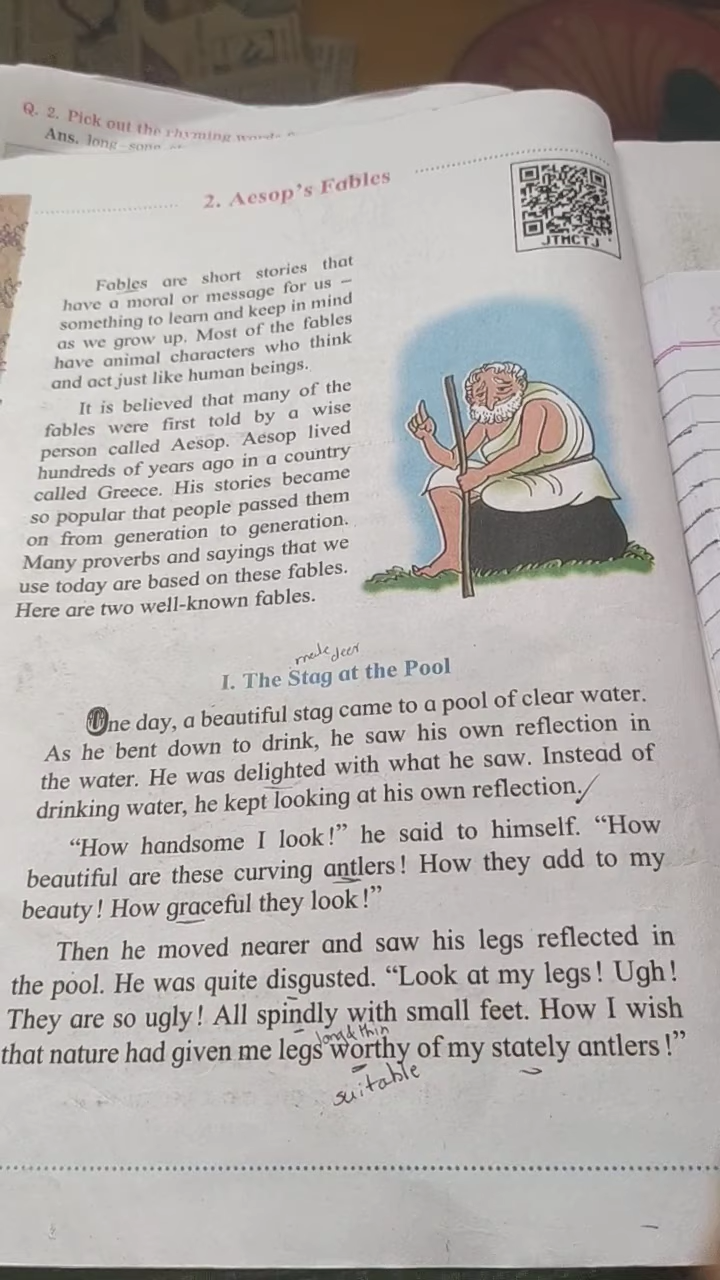 Q. 2. Pick out the rhyming
Ans. long
2. Aesop's Fables
JTMCTJ
Fables are short stories that
have a moral or message for us –
something to learn and keep in mind
as we grow up. Most of the fables
have animal characters who think
and act just like human beings.
It is believed that many of the
fables were first told by a wise
person called Aesop. Aesop lived
hundreds of years ago in a country
called Greece. His stories became
so popular that people passed them
on from generation to generation.
Many proverbs and sayings that we
use today are based on these fables.
Here are two well-known fables.
male deer
I. The Stag at the Pool
One day, a beautiful stag came to a pool of clear water.
As he bent down to drink, he saw his own reflection in
the water. He was delighted with what he saw. Instead of
drinking water, he kept looking at his own reflection.
“How handsome I look!” he said to himself. “How
beautiful are these curving antlers! How they add to my
beauty! How graceful they look!”
Then he moved nearer and saw his legs reflected in
the pool. He was quite disgusted. “Look at my legs! Ugh!
They are so ugly! All spindly with small feet. How I wish
long & thin
that nature had given me legs worthy of my stately antlers!”
suitable